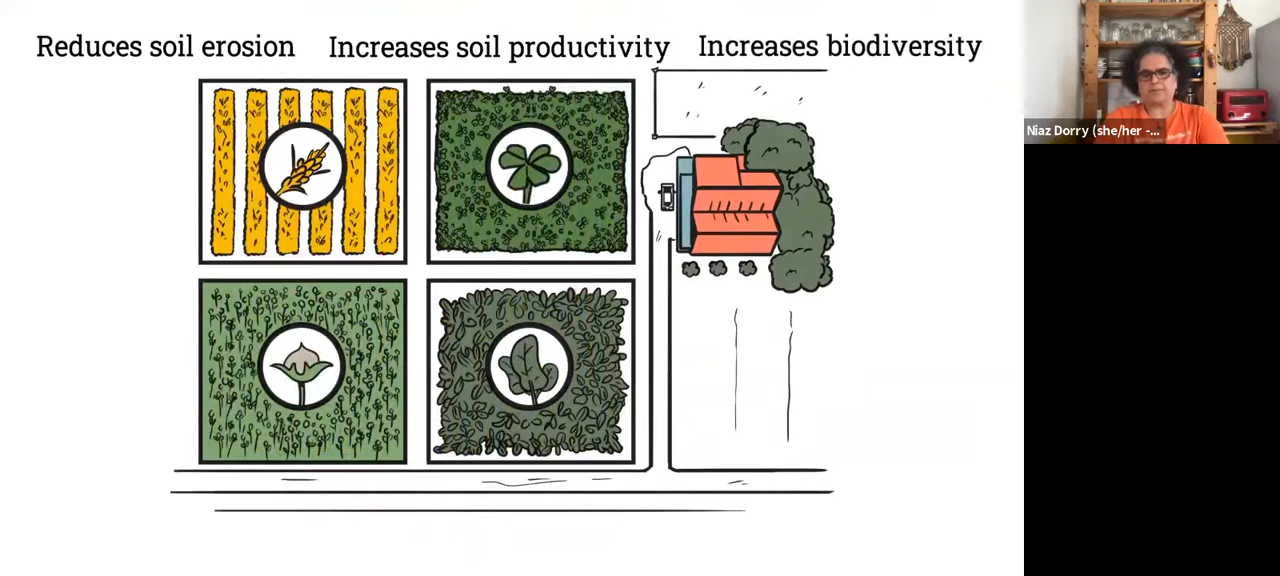 Reduces soil erosion
Increases soil productivity
Increases biodiversity
Niaz Dorry (she/her -...